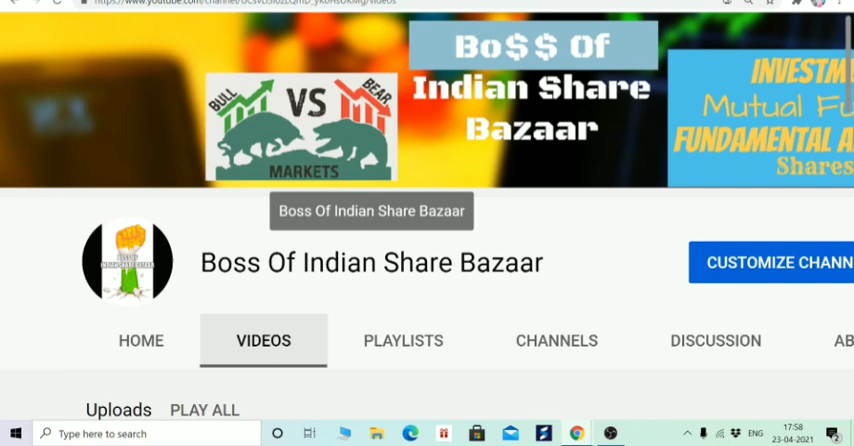 Bo$$ Of
Indian Share
Bazaar
BULL
VS
BEAR
MARKETS
INVESTM
Mutual Fu
FUNDAMENTAL A
Shares
Boss Of Indian Share Bazaar
Boss Of Indian Share Bazaar
CUSTOMIZE CHANN
HOME
VIDEOS
PLAYLISTS
CHANNELS
DISCUSSION
AB
Uploads
PLAY ALL
Type here to search
ENG
17:58
23-04-2021
2